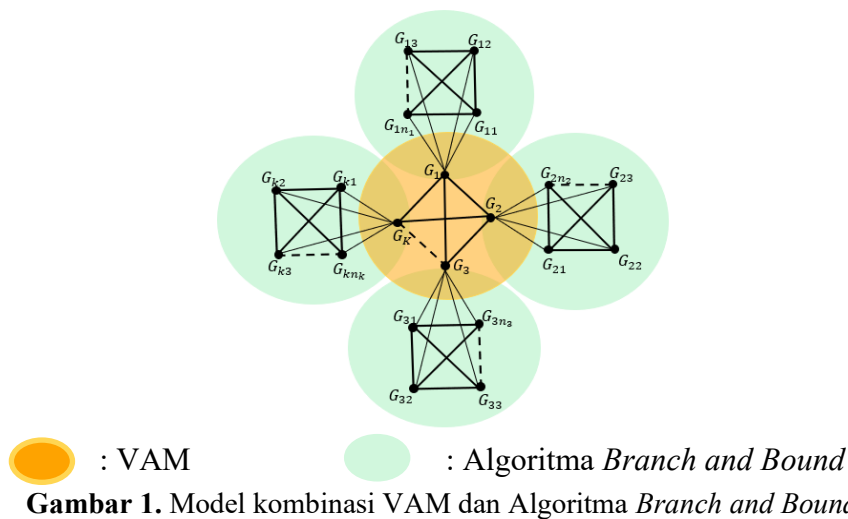 G₁₃ G₁₂
G₁ₙ₁ G₁₁
G₁
Gₖ₂ Gₖ₁
G₂ₙ₂ G₂₃
G₂
G_K
Gₖ₃ Gₖₙₖ
G₂₁ G₂₂
G₃
G₃₁ G₃ₙ₃
G₃₂ G₃₃
: VAM : Algoritma Branch and Bound
Gambar 1. Model kombinasi VAM dan Algoritma Branch and Bound